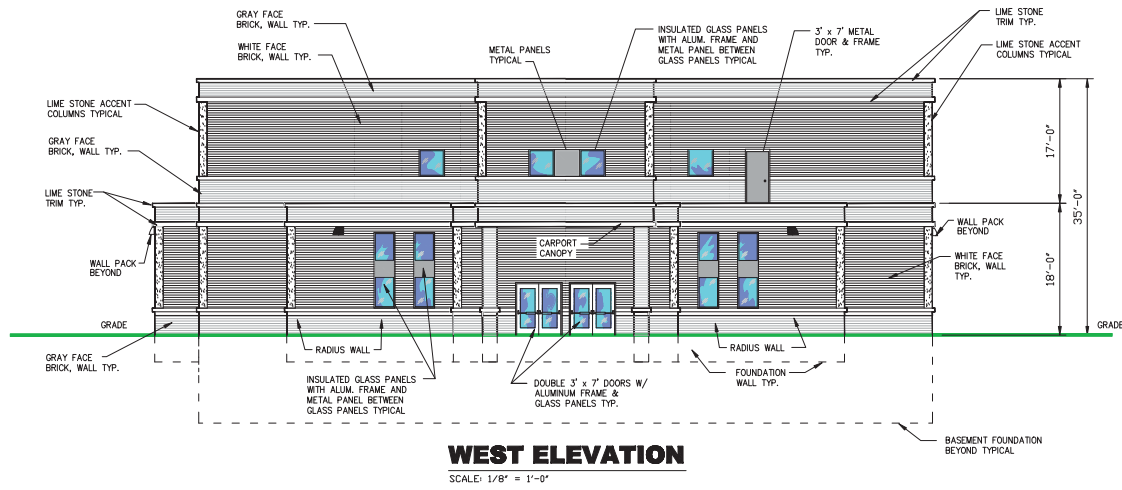 GRAY FACE
BRICK, WALL TYP.
WHITE FACE
BRICK, WALL TYP.
METAL PANELS
TYPICAL
INSULATED GLASS PANELS
WITH ALUM. FRAME AND
METAL PANEL BETWEEN
GLASS PANELS TYPICAL
3' x 7' METAL
DOOR & FRAME
TYP.
LIME STONE
TRIM TYP.
LIME STONE ACCENT
COLUMNS TYPICAL
LIME STONE ACCENT
COLUMNS TYPICAL
GRAY FACE
BRICK, WALL TYP.
LIME STONE
TRIM TYP.
WALL PACK
BEYOND
17'-0"
35'-0"
18'-0"
CARPORT
CANOPY
WALL PACK
BEYOND
WHITE FACE
BRICK, WALL
TYP.
GRADE
GRADE
GRAY FACE
BRICK, WALL TYP.
RADIUS WALL
RADIUS WALL
INSULATED GLASS PANELS
WITH ALUM. FRAME AND
METAL PANEL BETWEEN
GLASS PANELS TYPICAL
DOUBLE 3' x 7' DOORS W/
ALUMINUM FRAME &
GLASS PANELS TYP.
FOUNDATION
WALL TYP.
BASEMENT FOUNDATION
BEYOND TYPICAL
WEST ELEVATION
SCALE: 1/8" = 1'-0"